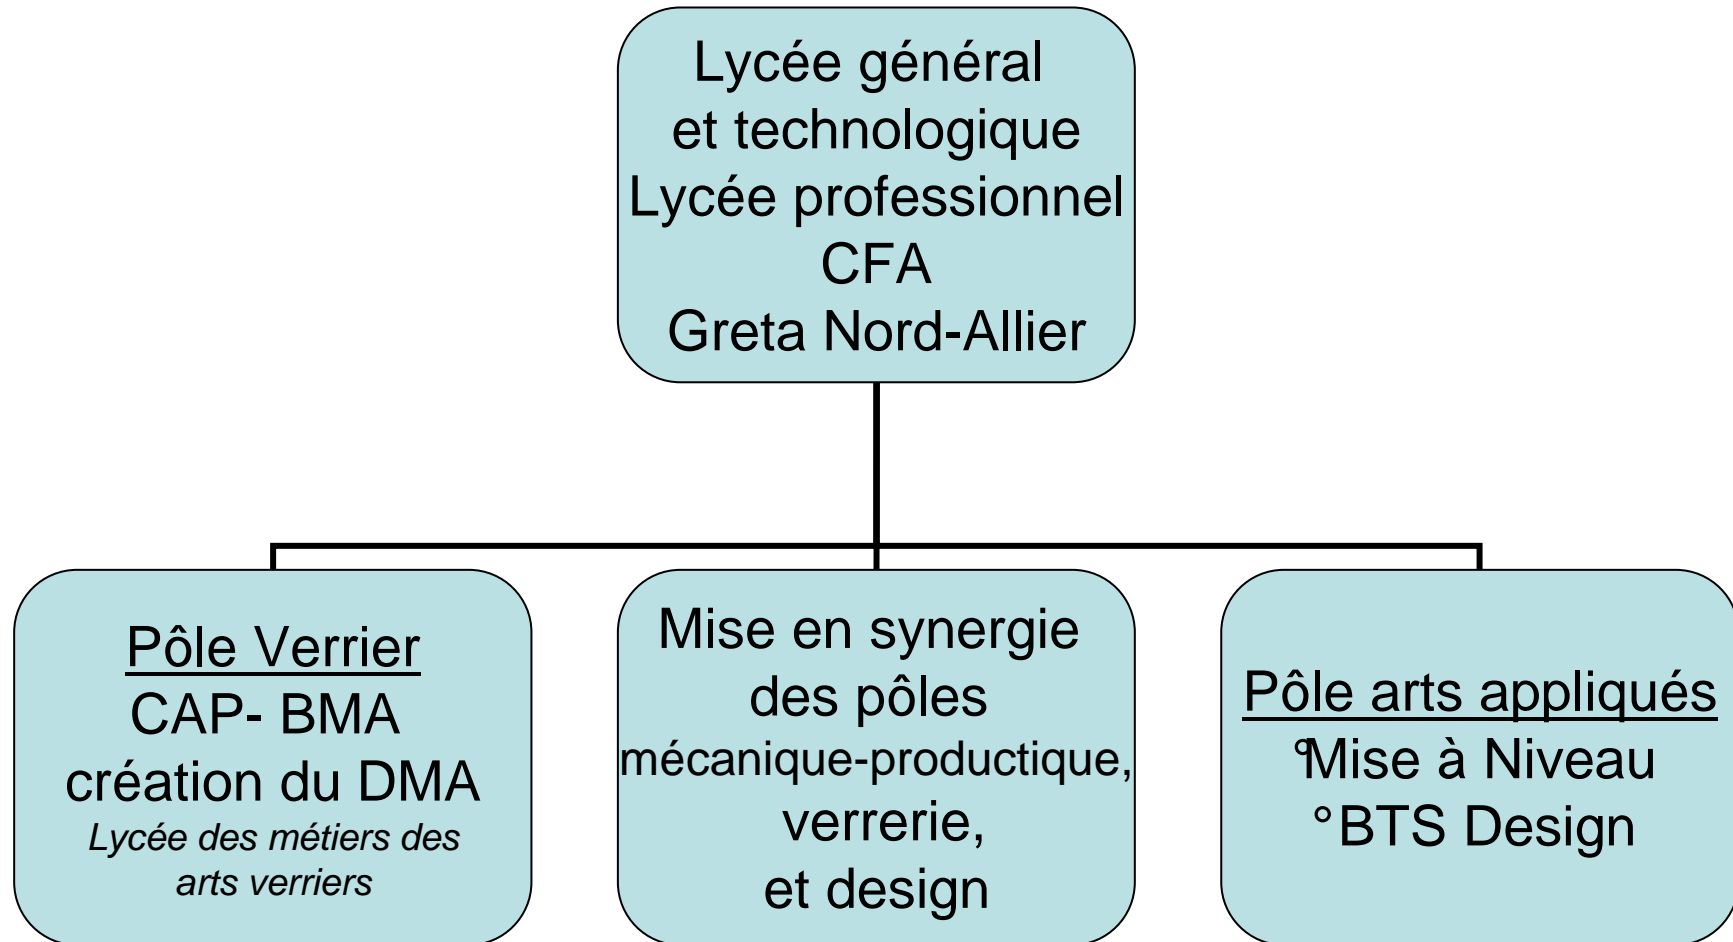 Lycée général
et technologique
Lycée professionnel
CFA
Greta Nord-Allier
Pôle Verrier
CAP- BMA
création du DMA
Lycée des métiers des
arts verriers
Mise en synergie
des pôles
mécanique-productique,
verrerie,
et design
Pôle arts appliqués
°Mise à Niveau
°BTS Design